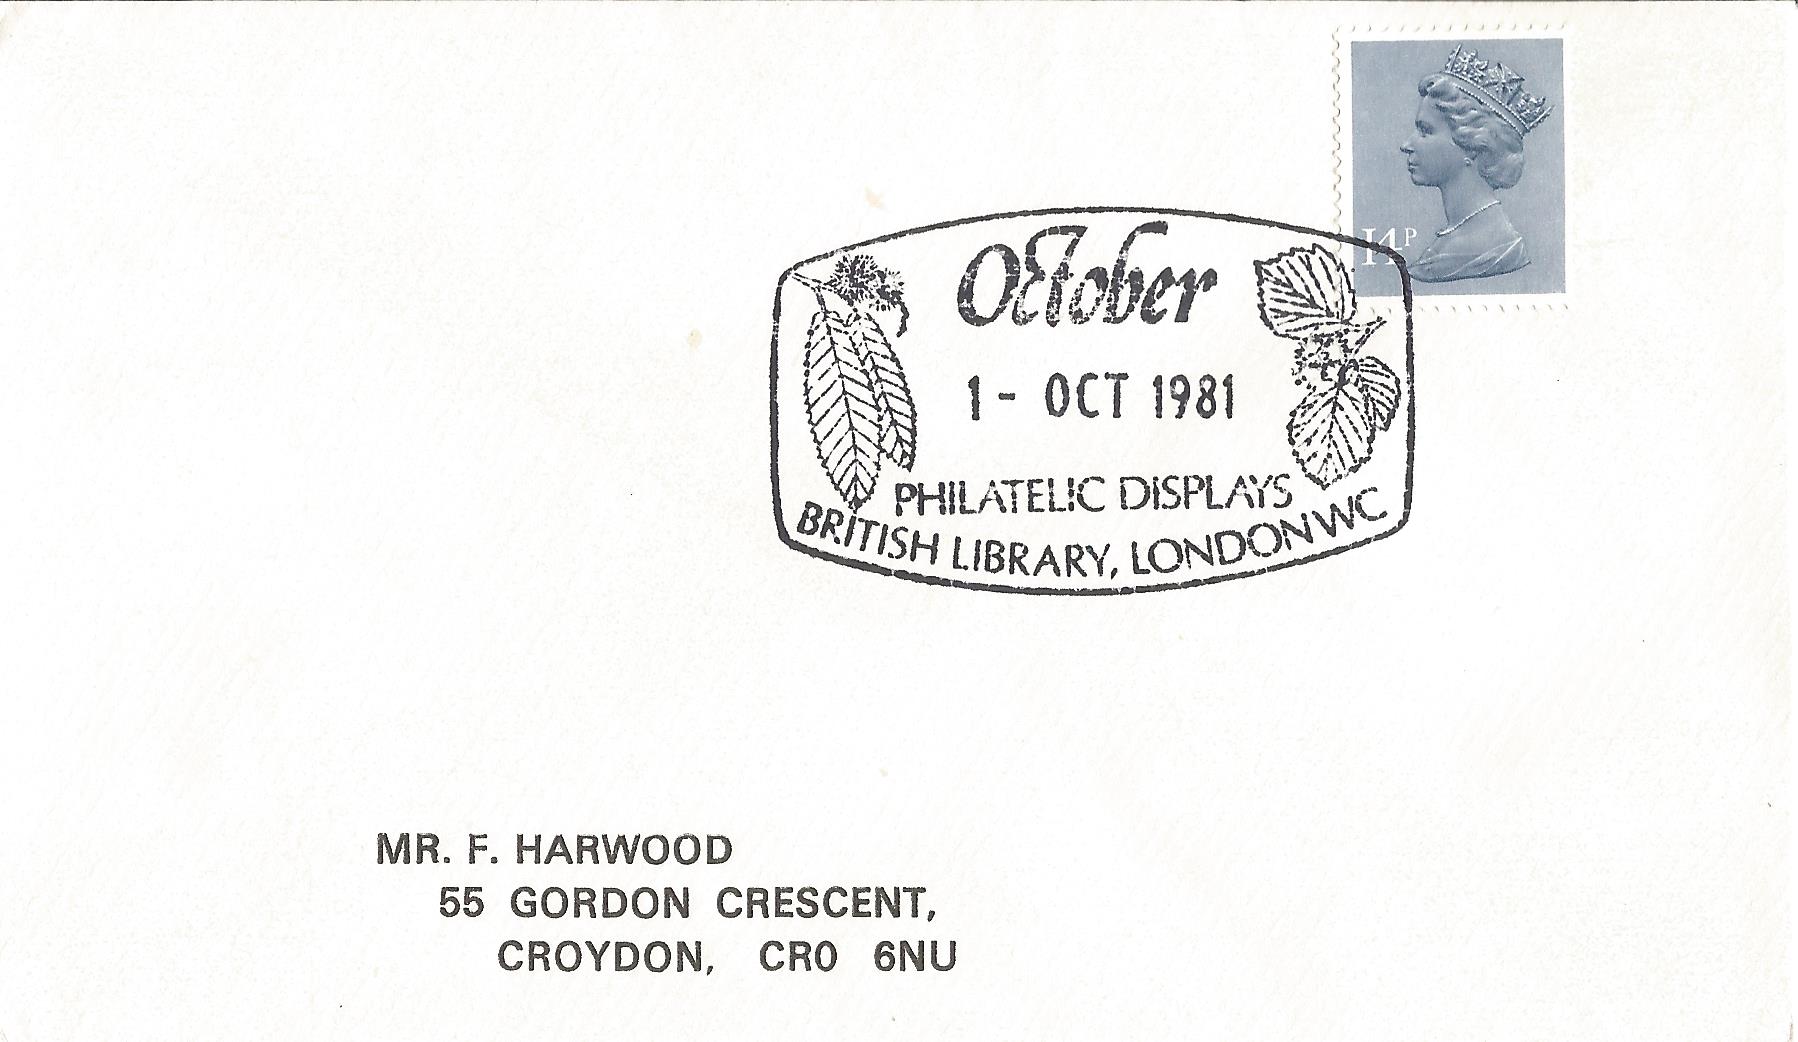 14P
October
1- OCT 1981
PHILATELIC DISPLAYS
BRITISH LIBRARY, LONDON WC
MR. F. HARWOOD
55 GORDON CRESCENT,
CROYDON, CR0 6NU